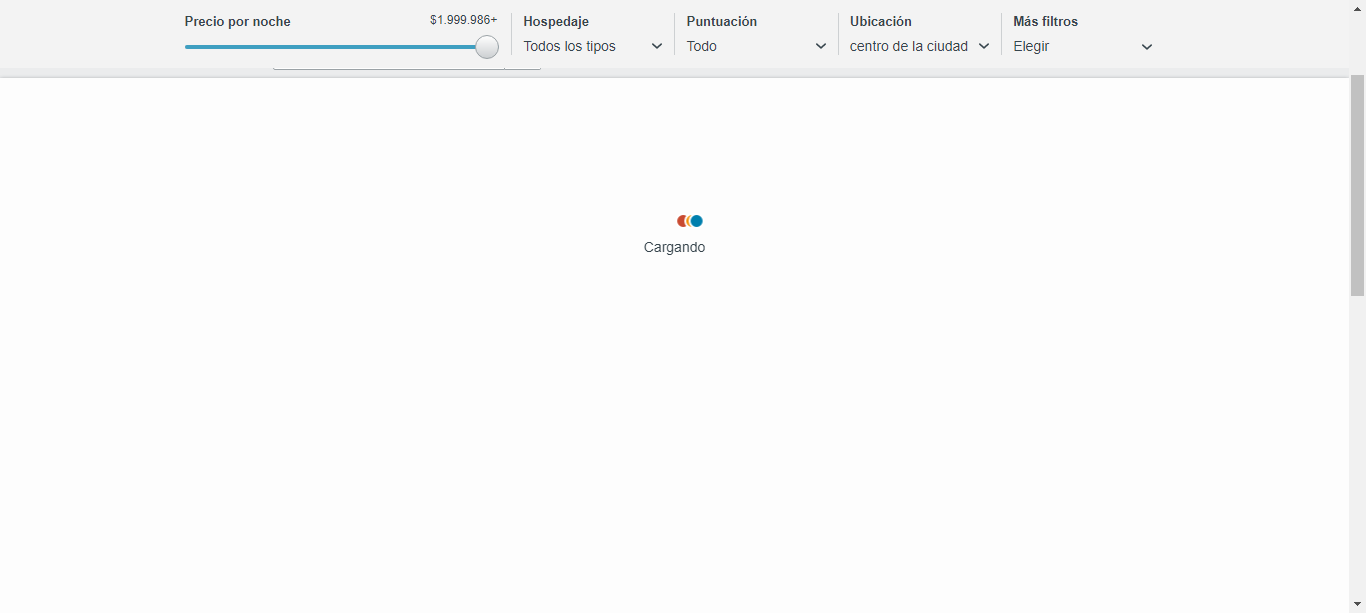 Precio por noche $1.999.986+ Hospedaje Puntuación Ubicación Más filtros
Todos los tipos Todo centro de la ciudad Elegir
Cargando